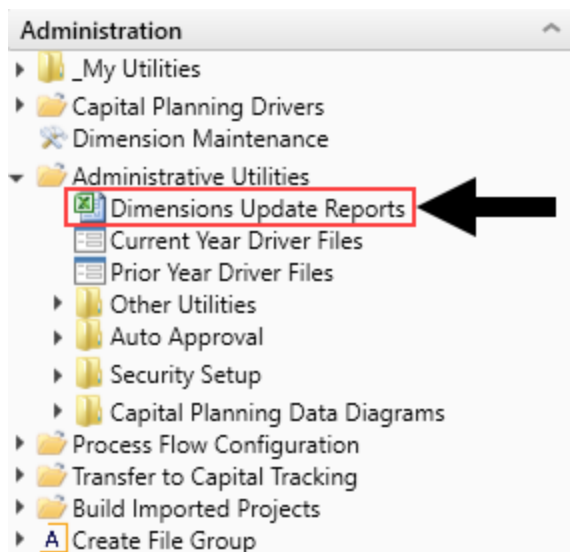 Administration
_My Utilities
Capital Planning Drivers
Dimension Maintenance
Administrative Utilities
Dimensions Update Reports
Current Year Driver Files
Prior Year Driver Files
Other Utilities
Auto Approval
Security Setup
Capital Planning Data Diagrams
Process Flow Configuration
Transfer to Capital Tracking
Build Imported Projects
A Create File Group